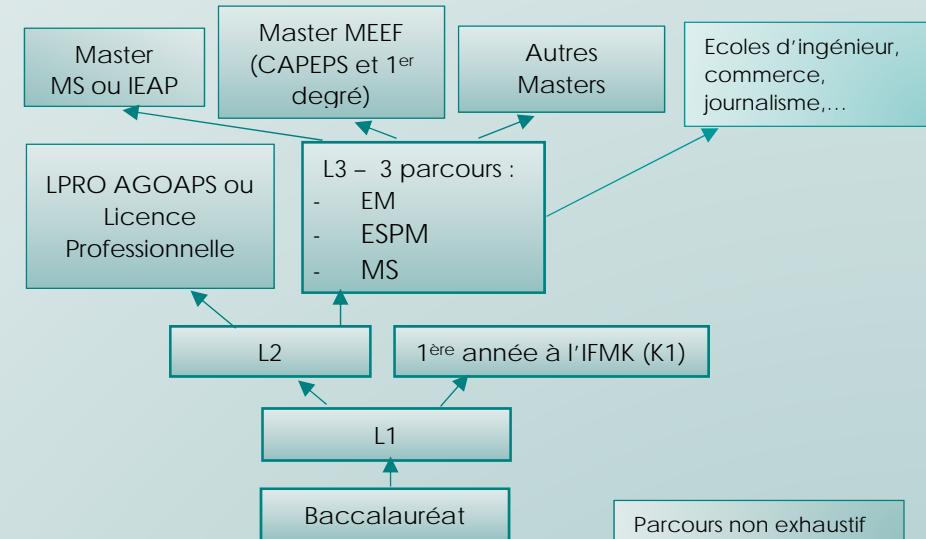 Master
MS ou IEAP
Master MEEF
(CAPEPS et 1er
degré)
Autres
Masters
Ecoles d'ingénieur,
commerce,
journalisme,...
LPRO AGOAPS ou
Licence
Professionnelle
L3 – 3 parcours :
- EM
- ESPM
- MS
L2
1ère année à l'IFMK (K1)
L1
Baccalauréat
Parcours non exhaustif